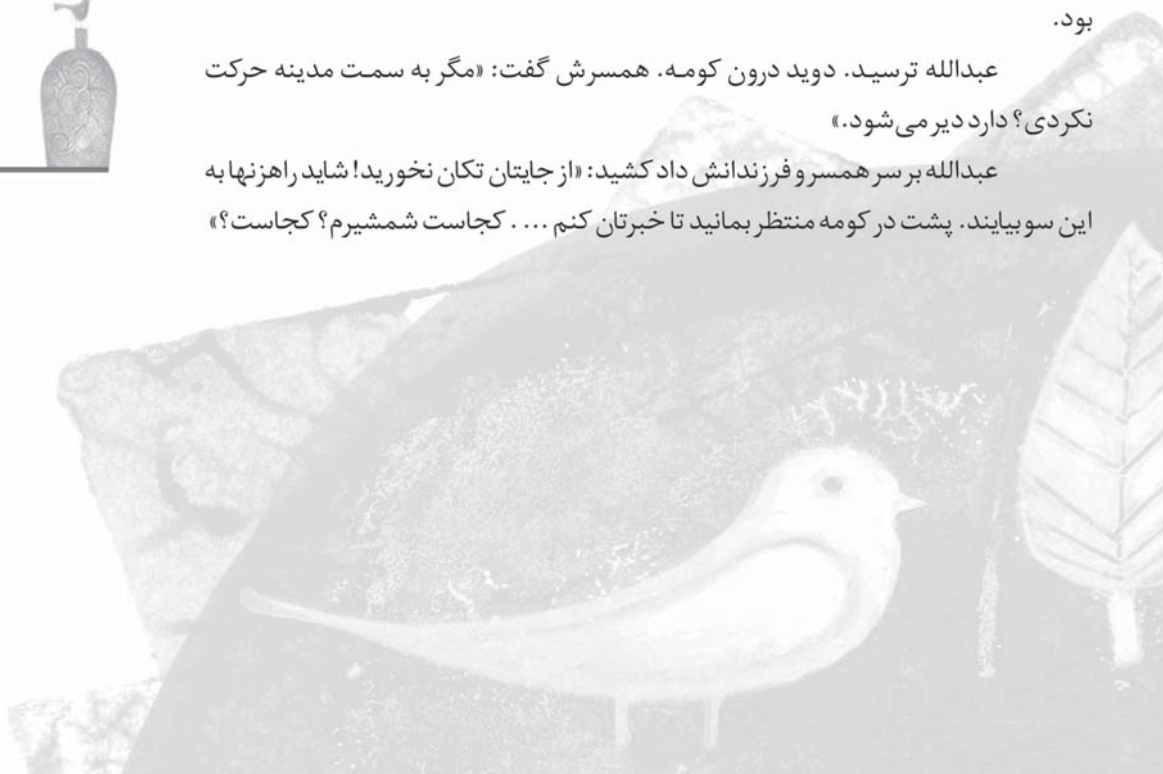 بود.
عبدالله ترسید. دوید درون کومه. همسرش گفت: «مگر به سمت مدینه حرکت
نکردی؟ دارد دیر می‌شود.»
عبدالله بر سر همسر و فرزندانش داد کشید: «از جایتان تکان نخورید! شاید راهزنها به
این سو بیایند. پشت در کومه منتظر بمانید تا خبرتان کنم .... کجاست شمشیرم؟ کجاست؟»